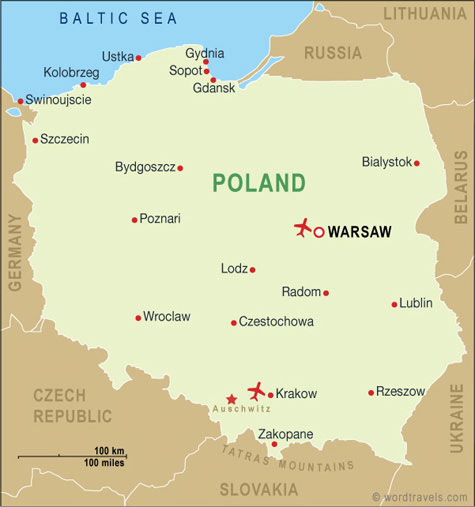 LITHUANIA
BALTIC SEA
Gydnia
Ustka
RUSSIA
Sopot
Kolobrzeg
Gdansk
Swinoujscie
Szczecin
Bialystok
Bydgoszcz
POLAND
BELARUS
Poznari
WARSAW
GERMANY
Lodz
Radom
Lublin
Wroclaw
Czestochowa
CZECH
REPUBLIC
Krakow
Rzeszow
Auschwitz
UKRAINE
Zakopane
100 km
100 miles
TATRAS MOUNTAINS
SLOVAKIA
© wordtravels.com